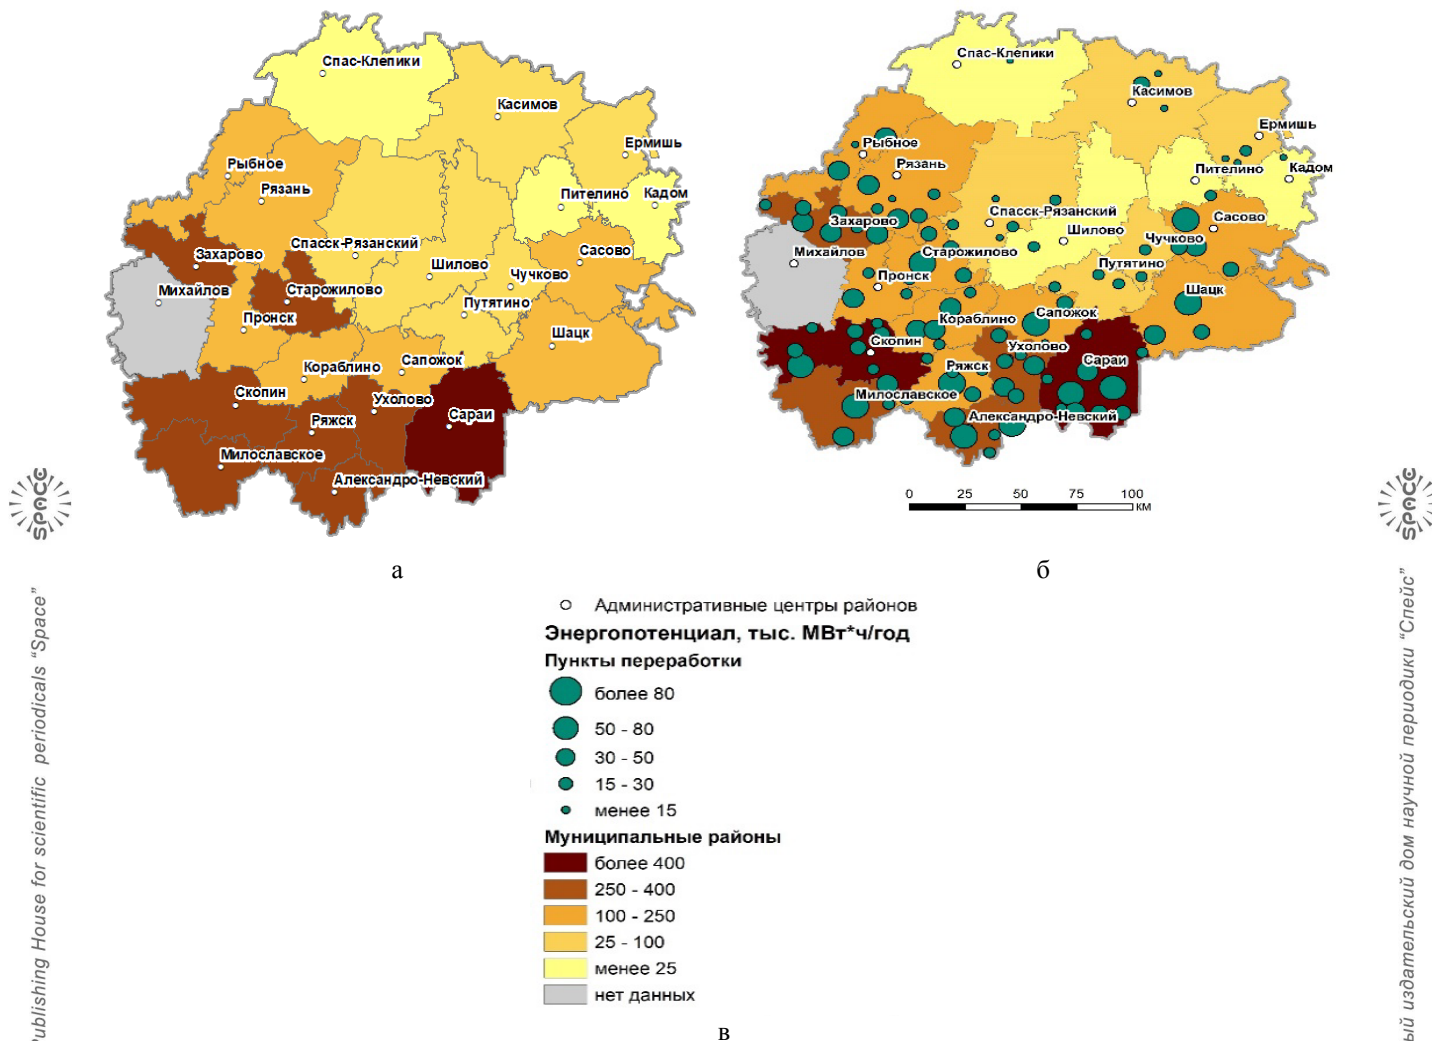 Спас-Клепики
Касимов
Ермишь
Рыбное
Рязань
Пителино
Кадом
Захарово
Спасск-Рязанский
Шилово
Сасово
Чучково
Михайлов
Старожилово
Путятино
Пронск
Шацк
Кораблино
Сапожок
Скопин
Ухолово
Ряжск
Сараи
Милославское
Александро-Невский
а
Спас-Клепики
Касимов
Ермишь
Рыбное
Рязань
Пителино
Кадом
Захарово
Спасск-Рязанский
Шилово
Сасово
Чучково
Михайлов
Старожилово
Путятино
Пронск
Шацк
Кораблино
Сапожок
Скопин
Ухолово
Ряжск
Сараи
Милославское
Александро-Невский
0 25 50 75 100
КМ
б
Административные центры районов
Энергопотенциал, тыс. МВт*ч/год
Пункты переработки
более 80
50 - 80
30 - 50
15 - 30
менее 15
Муниципальные районы
более 400
250 - 400
100 - 250
25 - 100
менее 25
нет данных
в
SPACE
Publishing House for scientific periodicals "Space"
SPACE
издательский дом научной периодики "Спейс"